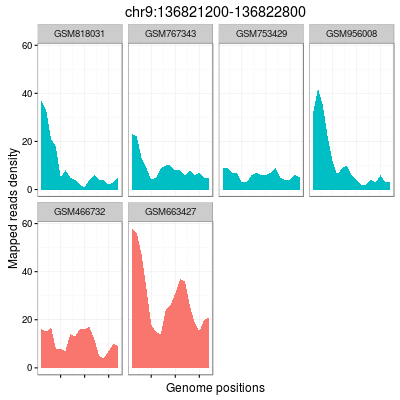 chr9:136821200-136822800
GSM818031 GSM767343 GSM753429 GSM956008
60
40
20
0
GSM466732 GSM663427
60
40
20
0
Mapped reads density
Genome positions